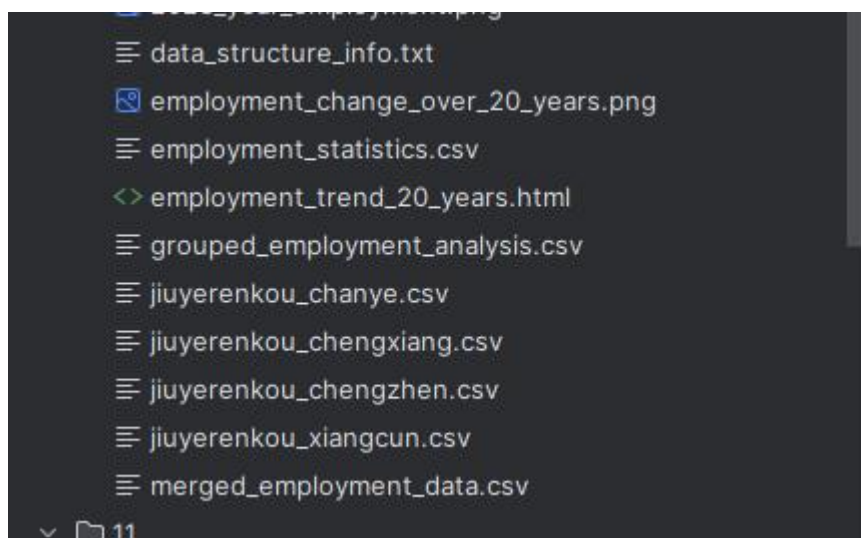 data_structure_info.txt
employment_change_over_20_years.png
employment_statistics.csv
employment_trend_20_years.html
grouped_employment_analysis.csv
jiuyerenkou_chanye.csv
jiuyerenkou_chengxiang.csv
jiuyerenkou_chengzhen.csv
jiuyerenkou_xiangcun.csv
merged_employment_data.csv
11